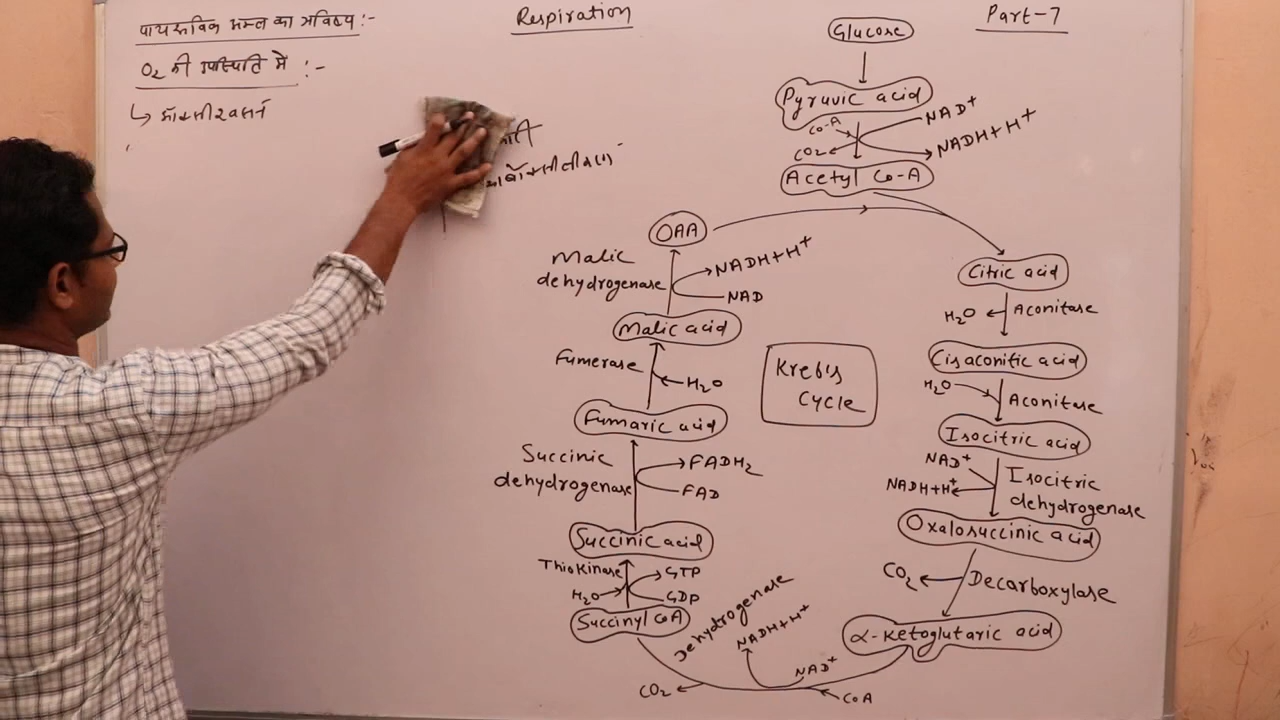 Respiration
Part-7
पायरूविक अम्ल का भविष्य :-
O₂ की उपस्थिति में :-
↳ ऑक्सीश्वसन
Glucose
Pyruvic acid
NAD⁺
Co-A
CO₂
NADH+H⁺
Acetyl Co-A
OAA
Citric acid
H₂O
Aconitase
Cisaconitic acid
H₂O
Aconitase
Isocitric acid
NAD⁺
NADH+H⁺
Isocitric
dehydrogenase
Oxalosuccinic acid
CO₂
Decarboxylase
α-Ketoglutaric acid
NAD⁺
NADH+H⁺
Dehydrogenase
CoA
CO₂
Succinyl CoA
H₂O
GDP
GTP
Thiokinase
Succinic acid
Succinic
dehydrogenase
FADH₂
FAD
Fumaric acid
Fumerase
H₂O
Malic acid
Malic
dehydrogenase
NADH+H⁺
NAD
Kreb's
Cycle